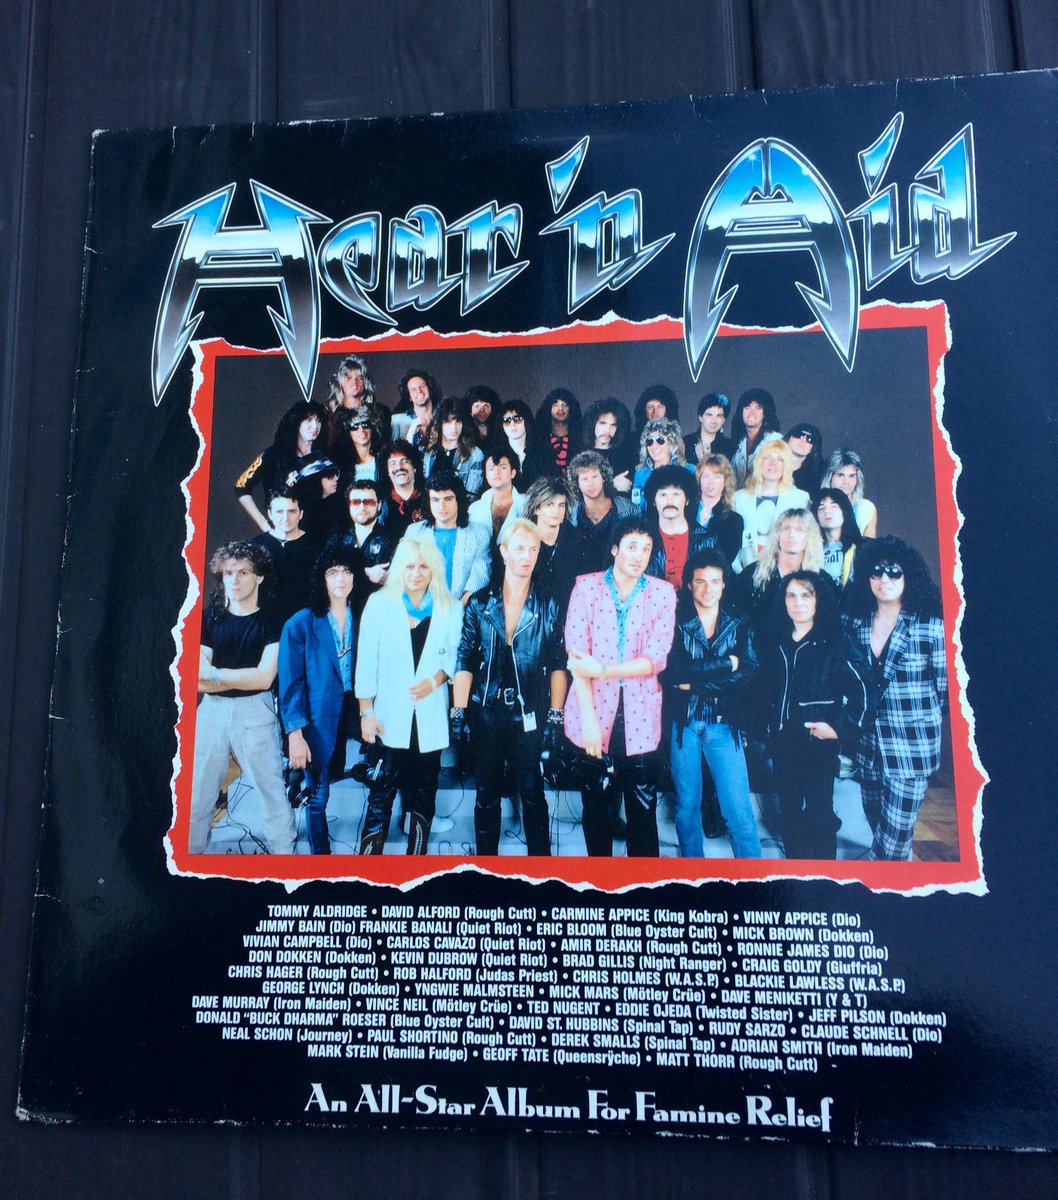 Hear 'n Aid
TOMMY ALDRIDGE • DAVID ALFORD (Rough Cutt) • CARMINE APPICE (King Kobra) • VINNY APPICE (Dio)
JIMMY BAIN (Dio) FRANKIE BANALI (Quiet Riot) • ERIC BLOOM (Blue Oyster Cult) • MICK BROWN (Dokken)
VIVIAN CAMPBELL (Dio) • CARLOS CAVAZO (Quiet Riot) • AMIR DERAKH (Rough Cutt) • RONNIE JAMES DIO (Dio)
DON DOKKEN (Dokken) • KEVIN DUBROW (Quiet Riot) • BRAD GILLIS (Night Ranger) • CRAIG GOLDY (Giuffria)
CHRIS HAGER (Rough Cutt) • ROB HALFORD (Judas Priest) • CHRIS HOLMES (W.A.S.P.) • BLACKIE LAWLESS (W.A.S.P.)
GEORGE LYNCH (Dokken) • YNGWIE MALMSTEEN • MICK MARS (Mötley Crüe) • DAVE MENIKETTI (Y & T)
DAVE MURRAY (Iron Maiden) • VINCE NEIL (Mötley Crüe) • TED NUGENT • EDDIE OJEDA (Twisted Sister) • JEFF PILSON (Dokken)
DONALD "BUCK DHARMA" ROESER (Blue Oyster Cult) • DAVID ST. HUBBINS (Spinal Tap) • RUDY SARZO • CLAUDE SCHNELL (Dio)
NEAL SCHON (Journey) • PAUL SHORTINO (Rough Cutt) • DEREK SMALLS (Spinal Tap) • ADRIAN SMITH (Iron Maiden)
MARK STEIN (Vanilla Fudge) • GEOFF TATE (Queensrÿche) • MATT THORR (Rough Cutt)
An All-Star Album For Famine Relief